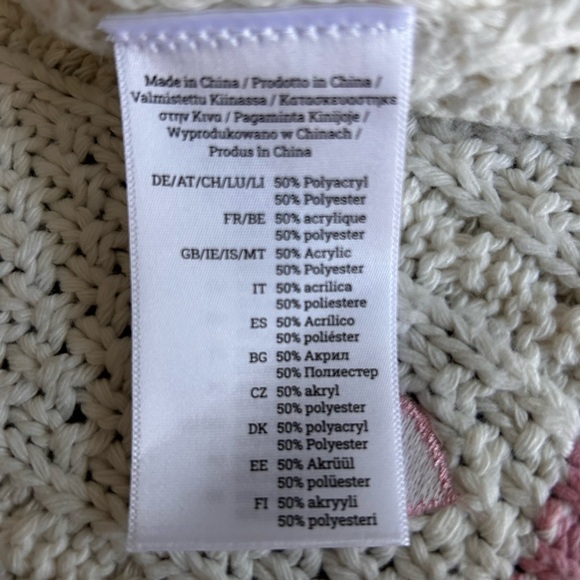 Made in China / Prodotto in China /
Valmistettu Kiinassa / Κατασκευάστηκε
στην Κίνα / Pagaminta Kinijoje /
Wyprodukowano w Chinach /
Produs în China
DE/AT/CH/LU/LI 50% Polyacryl
50% Polyester
FR/BE 50% acrylique
50% polyester
GB/IE/IS/MT 50% Acrylic
50% Polyester
IT 50% acrilica
50% poliestere
ES 50% Acrílico
50% poliéster
BG 50% Акрил
50% Полиестер
CZ 50% akryl
50% polyester
DK 50% polyacryl
50% Polyester
EE 50% Akrüül
50% polüester
FI 50% akryyli
50% polyesteri